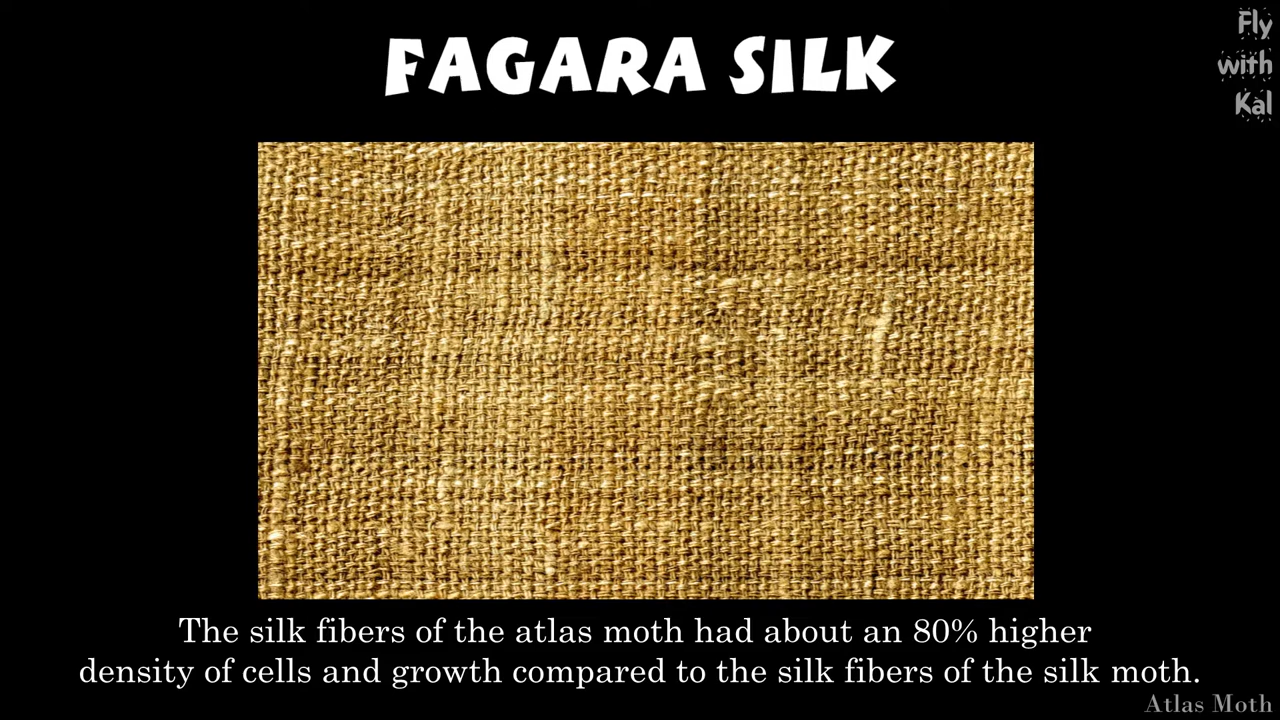 FAGARA SILK
Fly
with
Kal
The silk fibers of the atlas moth had about an 80% higher
density of cells and growth compared to the silk fibers of the silk moth.
Atlas Moth